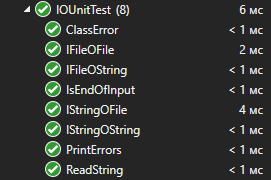 IOUnitTest (8) 6 мс
ClassError < 1 мс
IFileOFile 2 мс
IFileOString < 1 мс
IsEndOfInput < 1 мс
IStringOFile 4 мс
IStringOString < 1 мс
PrintErrors < 1 мс
ReadString < 1 мс